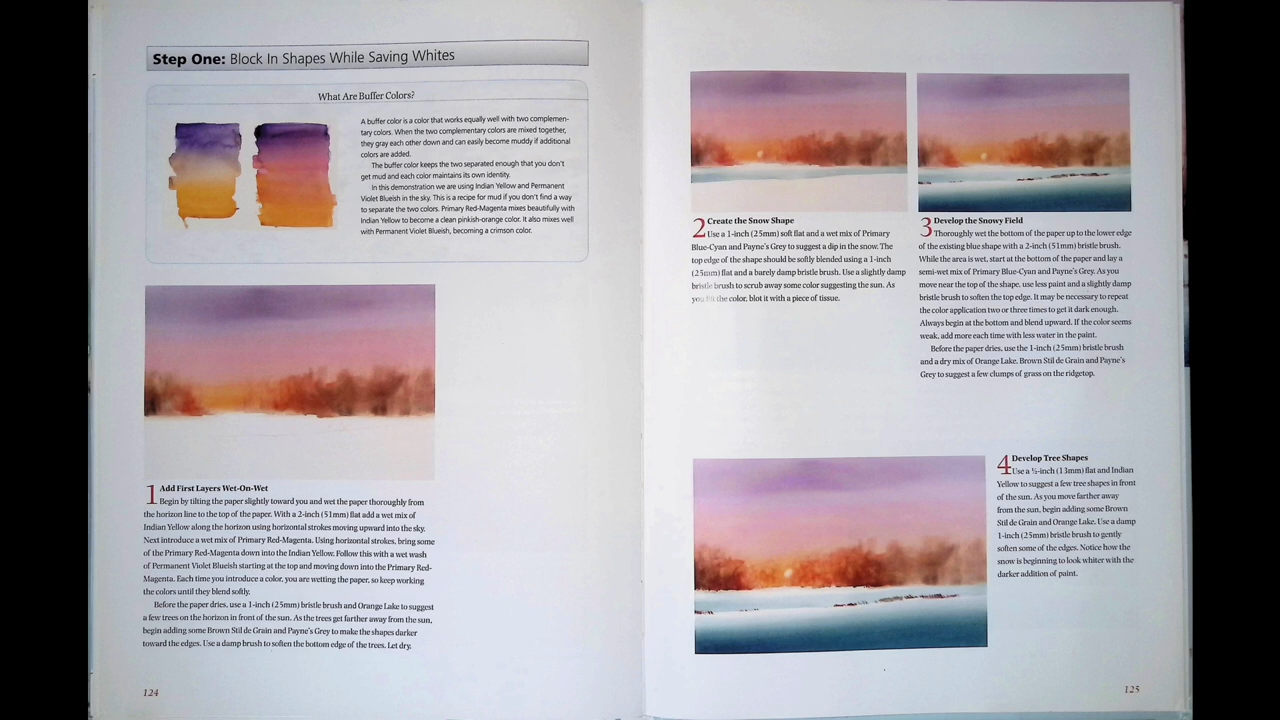 Step One: Block In Shapes While Saving Whites
What Are Buffer Colors?
A buffer color is a color that works equally well with two complemen-
tary colors. When the two complementary colors are mixed together,
they gray each other down and can easily become muddy if additional
colors are added.
The buffer color keeps the two separated enough that you don't
get mud and each color maintains its own identity.
In this demonstration we are using Indian Yellow and Permanent
Violet Blueish in the sky. This is a recipe for mud if you don't find a way
to separate the two colors. Primary Red-Magenta mixes beautifully with
Indian Yellow to become a clean pinkish-orange color. It also mixes well
with Permanent Violet Blueish, becoming a crimson color.
1 Add First Layers Wet-On-Wet
Begin by tilting the paper slightly toward you and wet the paper thoroughly from
the horizon line to the top of the paper. With a 2-inch (51mm) flat add a wet mix of
Indian Yellow along the horizon using horizontal strokes moving upward into the sky.
Next introduce a wet mix of Primary Red-Magenta. Using horizontal strokes, bring some
of the Primary Red-Magenta down into the Indian Yellow. Follow this with a wet wash
of Permanent Violet Blueish starting at the top and moving down into the Primary Red-
Magenta. Each time you introduce a color, you are wetting the paper, so keep working
the colors until they blend softly.
Before the paper dries, use a 1-inch (25mm) bristle brush and Orange Lake to suggest
a few trees on the horizon in front of the sun. As the trees get farther away from the sun,
begin adding some Brown Stil de Grain and Payne's Grey to make the shapes darker
toward the edges. Use a damp brush to soften the bottom edge of the trees. Let dry.
124
2 Create the Snow Shape
Use a 1-inch (25mm) soft flat and a wet mix of Primary
Blue-Cyan and Payne's Grey to suggest a dip in the snow. The
top edge of the shape should be softly blended using a 1-inch
(25mm) flat and a barely damp bristle brush. Use a slightly damp
bristle brush to scrub away some color suggesting the sun. As
you lift the color, blot it with a piece of tissue.
3 Develop the Snowy Field
Thoroughly wet the bottom of the paper up to the lower edge
of the existing blue shape with a 2-inch (51mm) bristle brush.
While the area is wet, start at the bottom of the paper and lay a
semi-wet mix of Primary Blue-Cyan and Payne's Grey. As you
move near the top of the shape, use less paint and a slightly damp
bristle brush to soften the top edge. It may be necessary to repeat
the color application two or three times to get it dark enough.
Always begin at the bottom and blend upward. If the color seems
weak, add more each time with less water in the paint.
Before the paper dries, use the 1-inch (25mm) bristle brush
and a dry mix of Orange Lake, Brown Stil de Grain and Payne's
Grey to suggest a few clumps of grass on the ridgetop.
4 Develop Tree Shapes
Use a ½-inch (13mm) flat and Indian
Yellow to suggest a few tree shapes in front
of the sun. As you move farther away
from the sun, begin adding some Brown
Stil de Grain and Orange Lake. Use a damp
1-inch (25mm) bristle brush to gently
soften some of the edges. Notice how the
snow is beginning to look whiter with the
darker addition of paint.
125